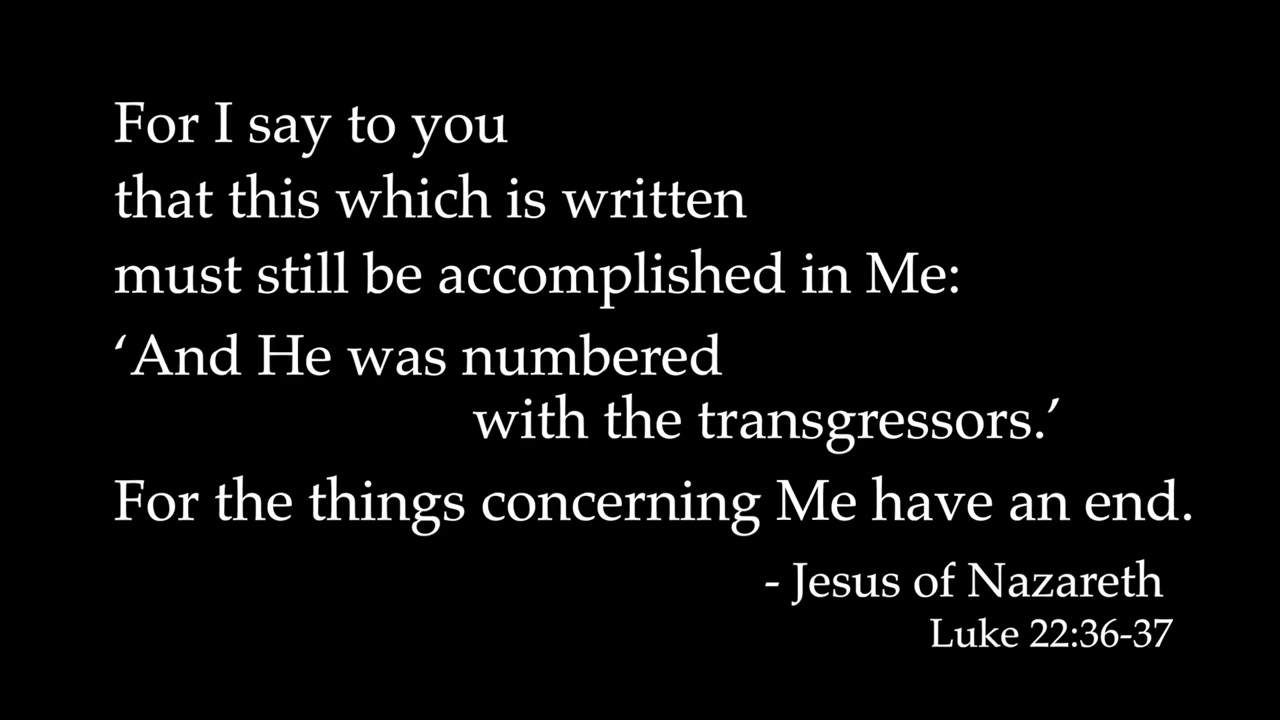 For I say to you
that this which is written
must still be accomplished in Me:
‘And He was numbered
with the transgressors.’
For the things concerning Me have an end.
- Jesus of Nazareth
Luke 22:36-37